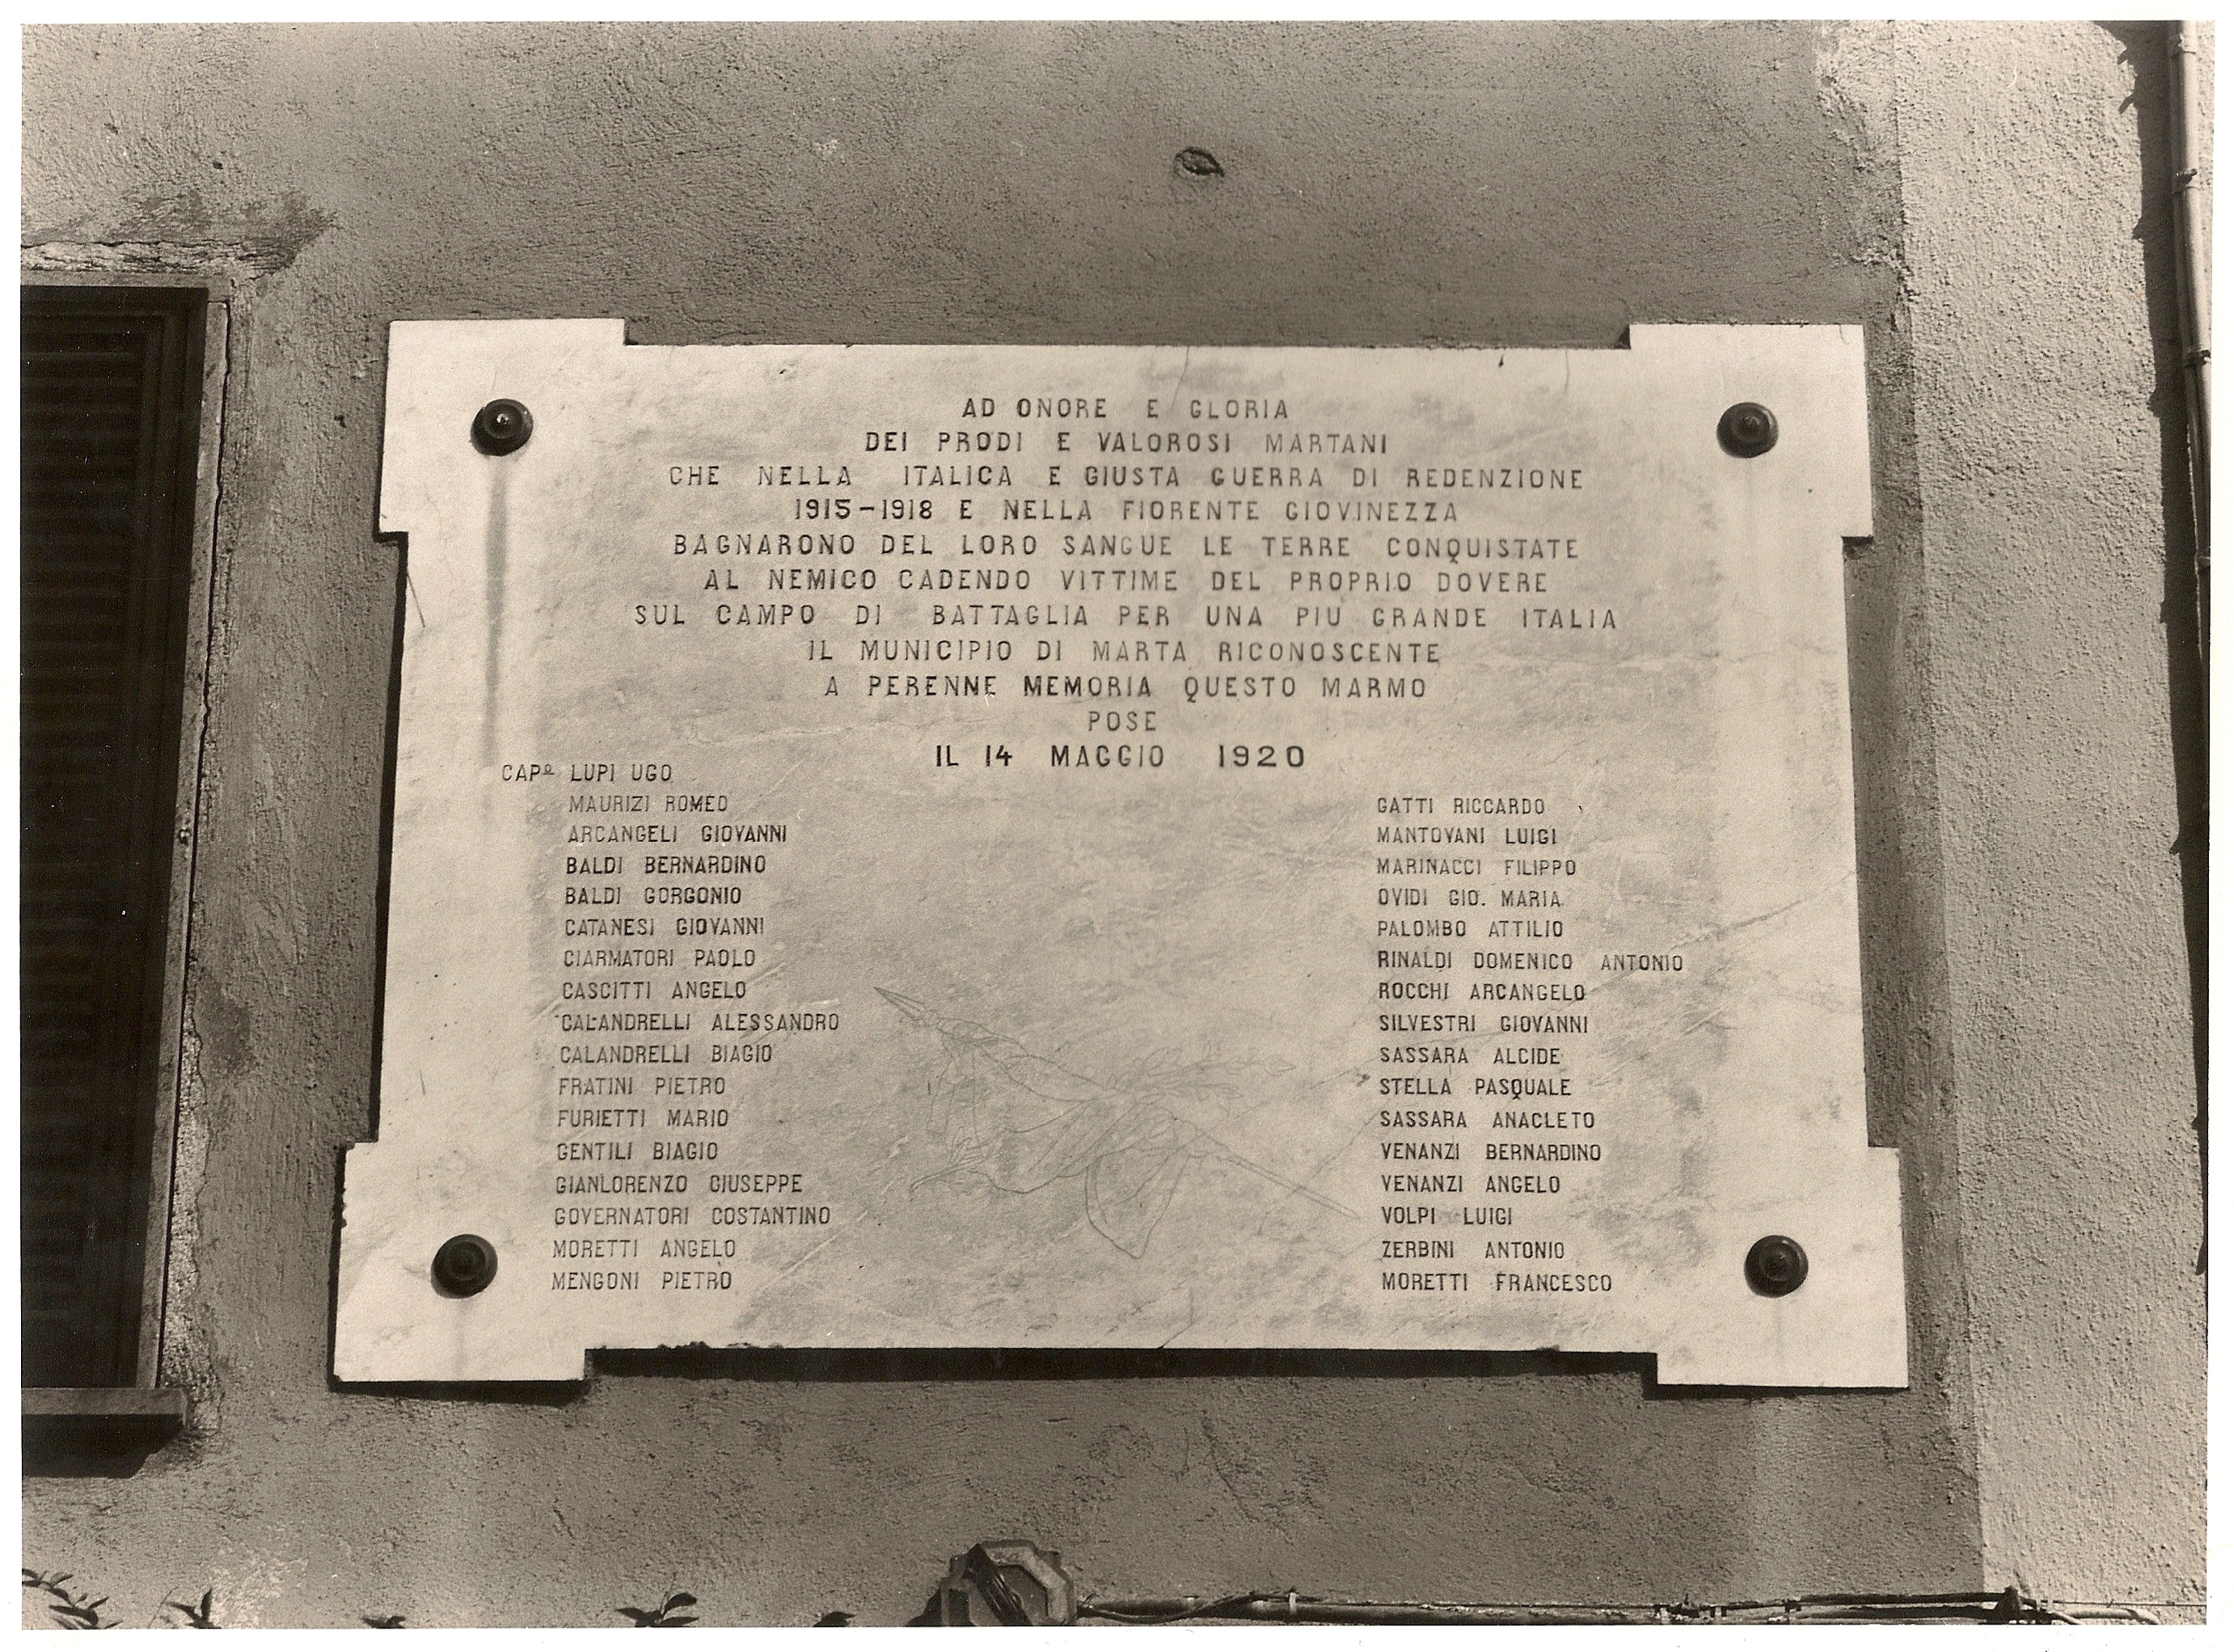 AD ONORE E GLORIA
DEI PRODI E VALOROSI MARTANI
CHE NELLA ITALICA E GIUSTA GUERRA DI REDENZIONE
1915-1918 E NELLA FIORENTE GIOVINEZZA
BAGNARONO DEL LORO SANGUE LE TERRE CONQUISTATE
AL NEMICO CADENDO VITTIME DEL PROPRIO DOVERE
SUL CAMPO DI BATTAGLIA PER UNA PIU GRANDE ITALIA
IL MUNICIPIO DI MARTA RICONOSCENTE
A PERENNE MEMORIA QUESTO MARMO
POSE
IL 14 MAGGIO 1920
CAPº LUPI UGO
MAURIZI ROMEO
ARCANGELI GIOVANNI
BALDI BERNARDINO
BALDI GORGONIO
CATANESI GIOVANNI
CIARMATORI PAOLO
CASCITTI ANGELO
CALANDRELLI ALESSANDRO
CALANDRELLI BIAGIO
FRATINI PIETRO
FURIETTI MARIO
GENTILI BIAGIO
GIANLORENZO GIUSEPPE
GOVERNATORI COSTANTINO
MORETTI ANGELO
MENGONI PIETRO
GATTI RICCARDO
MANTOVANI LUIGI
MARINACCI FILIPPO
OVIDI GIO. MARIA
PALOMBO ATTILIO
RINALDI DOMENICO ANTONIO
ROCCHI ARCANGELO
SILVESTRI GIOVANNI
SASSARA ALCIDE
STELLA PASQUALE
SASSARA ANACLETO
VENANZI BERNARDINO
VENANZI ANGELO
VOLPI LUIGI
ZERBINI ANTONIO
MORETTI FRANCESCO